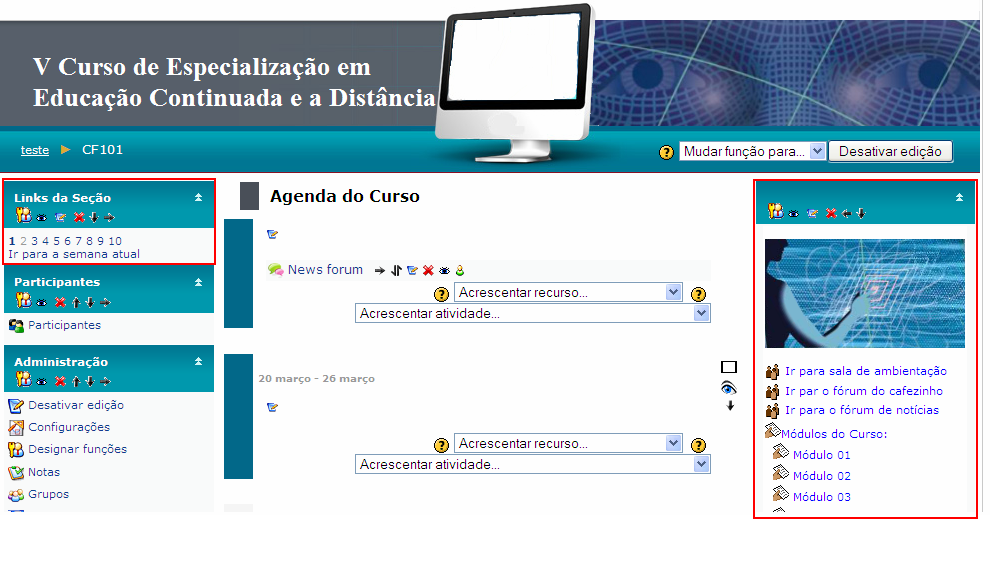 V Curso de Especialização em
Educação Continuada e a Distância
teste ► CF101
Mudar função para...
Desativar edição
Links da Seção
1 2 3 4 5 6 7 8 9 10
Ir para a semana atual
Participantes
Participantes
Administração
Desativar edição
Configurações
Designar funções
Notas
Grupos
Agenda do Curso
News forum
Acrescentar recurso...
Acrescentar atividade...
20 março - 26 março
Acrescentar recurso...
Acrescentar atividade...
Ir para sala de ambientação
Ir par o fórum do cafezinho
Ir para o fórum de notícias
Módulos do Curso:
Módulo 01
Módulo 02
Módulo 03